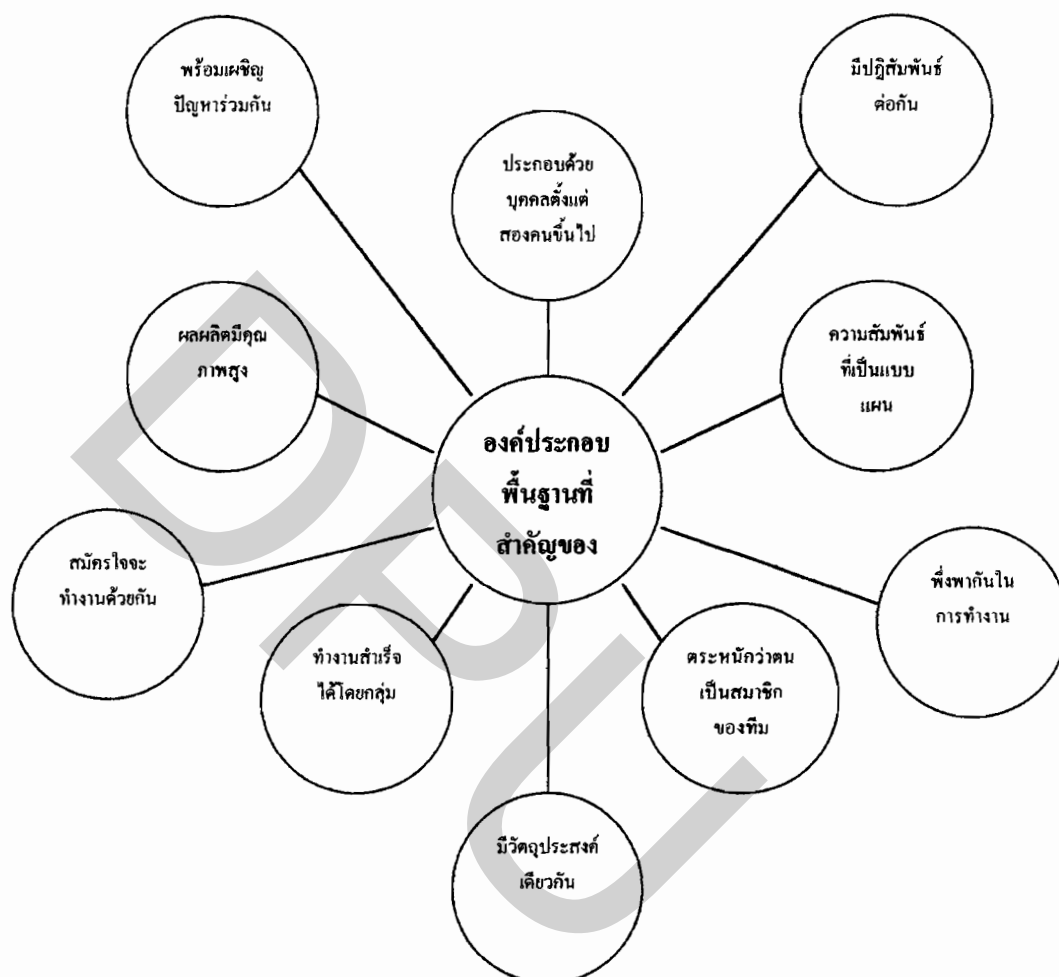 พร้อมเผชิญ
ปัญหาร่วมกัน
มีปฏิสัมพันธ์
ต่อกัน
ประกอบด้วย
บุคคลตั้งแต่
สองคนขึ้นไป
ผลผลิตมีคุณ
ภาพสูง
ความสัมพันธ์
ที่เป็นแบบ
แผน
องค์ประกอบ
พื้นฐานที่
สำคัญของ
สมัครใจจะ
ทำงานด้วยกัน
พึ่งพากันใน
การทำงาน
ทำงานสำเร็จ
ได้โดยกลุ่ม
ตระหนักว่าตน
เป็นสมาชิก
ของทีม
มีวัตถุประสงค์
เดียวกัน
DPU